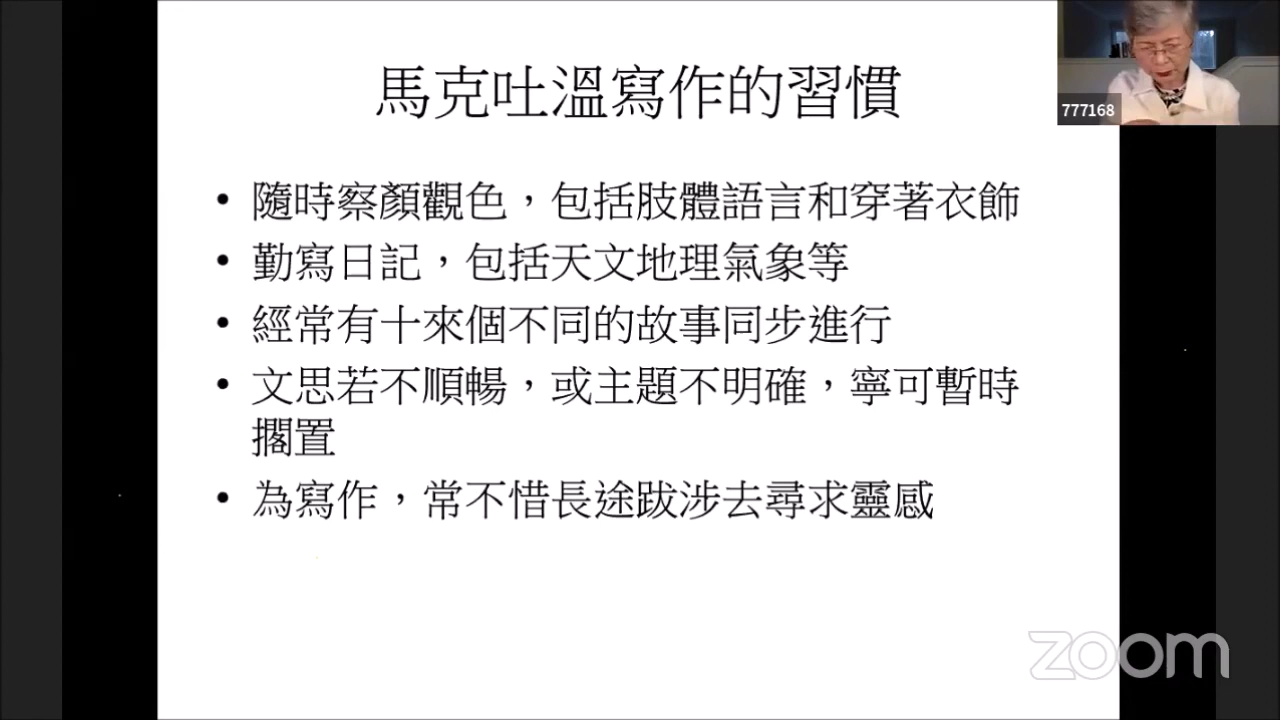 馬克吐溫寫作的習慣
777168
• 隨時察顏觀色，包括肢體語言和穿著衣飾
• 勤寫日記，包括天文地理氣象等
• 經常有十來個不同的故事同步進行
• 文思若不順暢，或主題不明確，寧可暫時
擱置
• 為寫作，常不惜長途跋涉去尋求靈感
zoom